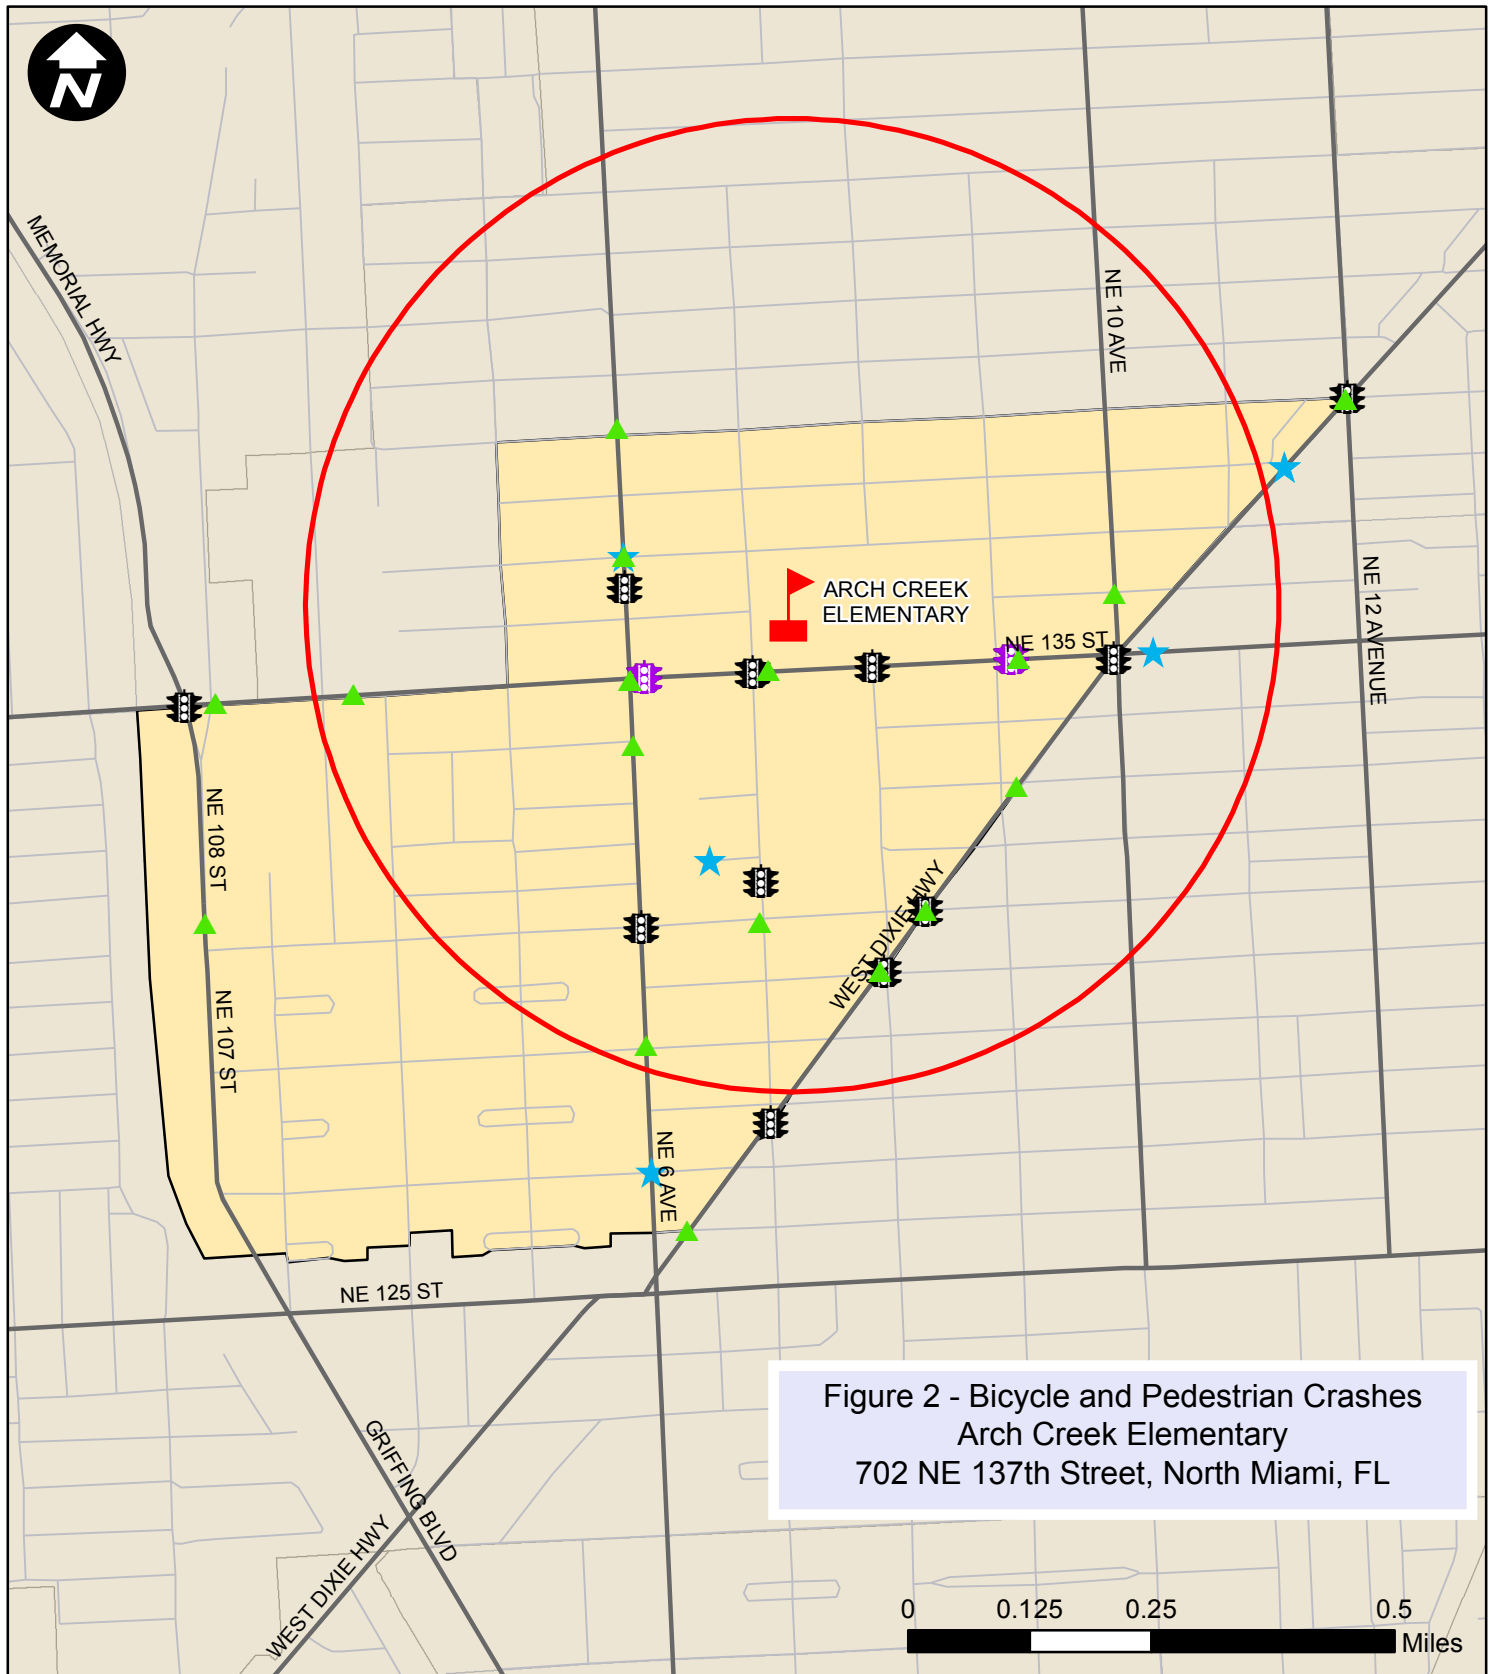 N
MEMORIAL HWY
NE 10 AVE
ARCH CREEK
ELEMENTARY
NE 135 ST
NE 12 AVENUE
NE 108 ST
WEST DIXIE HWY
NE 107 ST
NE 6 AVE
NE 125 ST
GRIFFING BLVD
WEST DIXIE HWY
Figure 2 - Bicycle and Pedestrian Crashes
Arch Creek Elementary
702 NE 137th Street, North Miami, FL
0 0.125 0.25 0.5
Miles